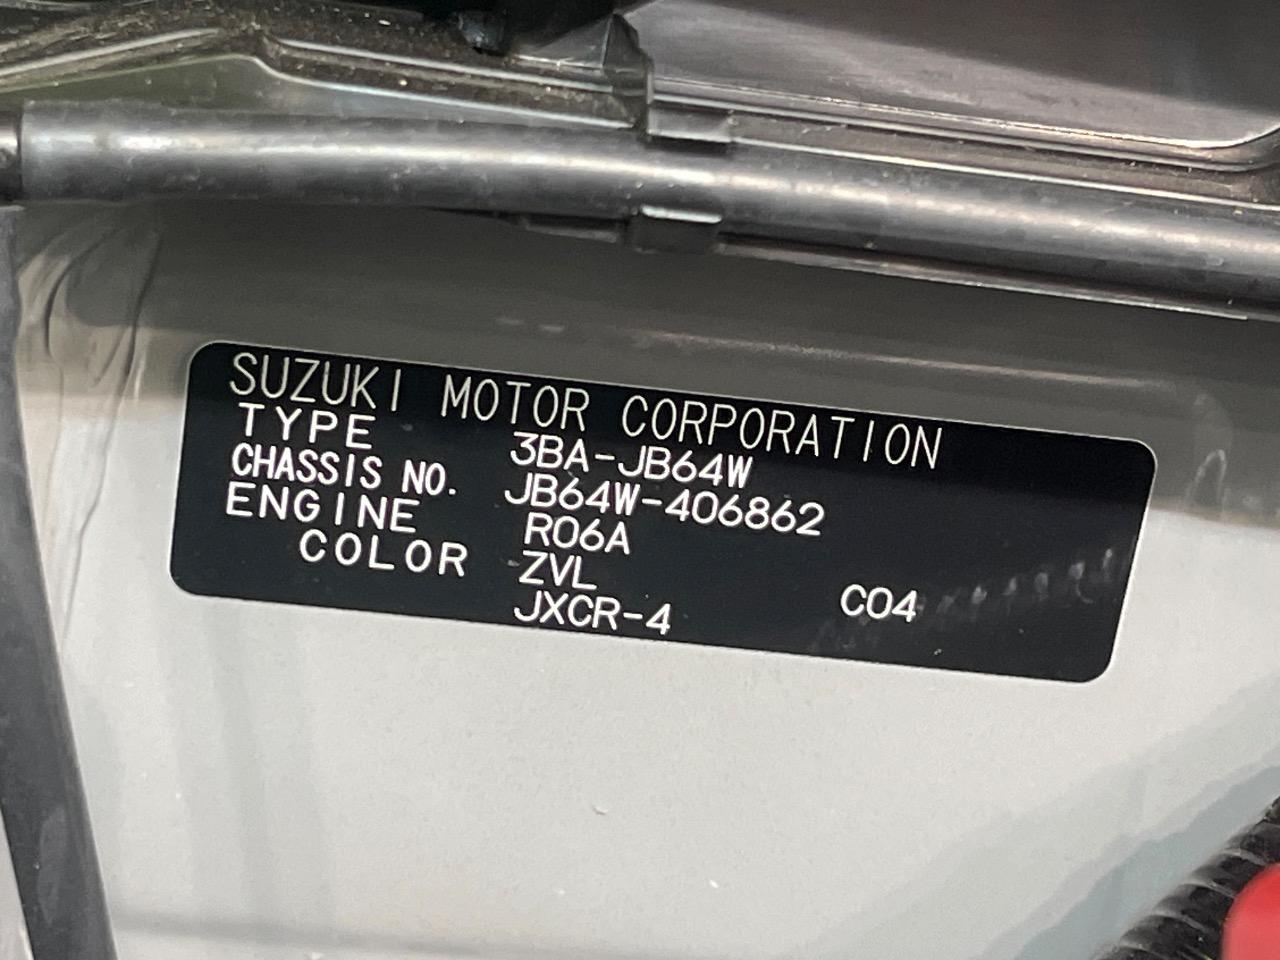 SUZUKI MOTOR CORPORATION
TYPE 3BA-JB64W
CHASSIS NO. JB64W-406862
ENGINE R06A
COLOR ZVL C04
JXCR-4